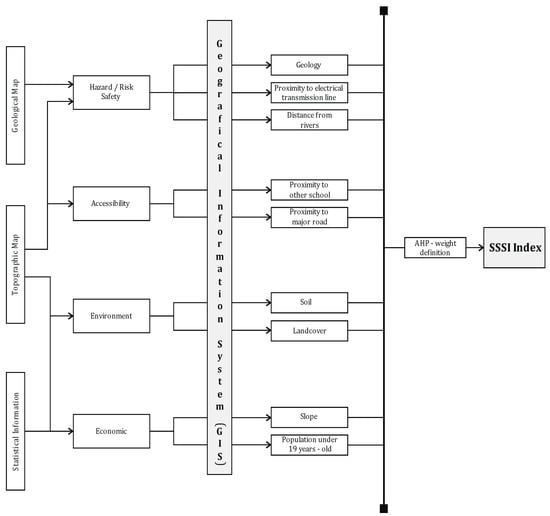 Geological Map
Topographic Map
Statistical Information
Hazard / Risk
Safety
Accessibility
Environment
Economic
Geografical Information System (GIS)
Geology
Proximity to electrical
transmission line
Distance from
rivers
Proximity to
other school
Proximity to
major road
Soil
Landcover
Slope
Population under
19 years - old
AHP - weight
definition
SSSI Index